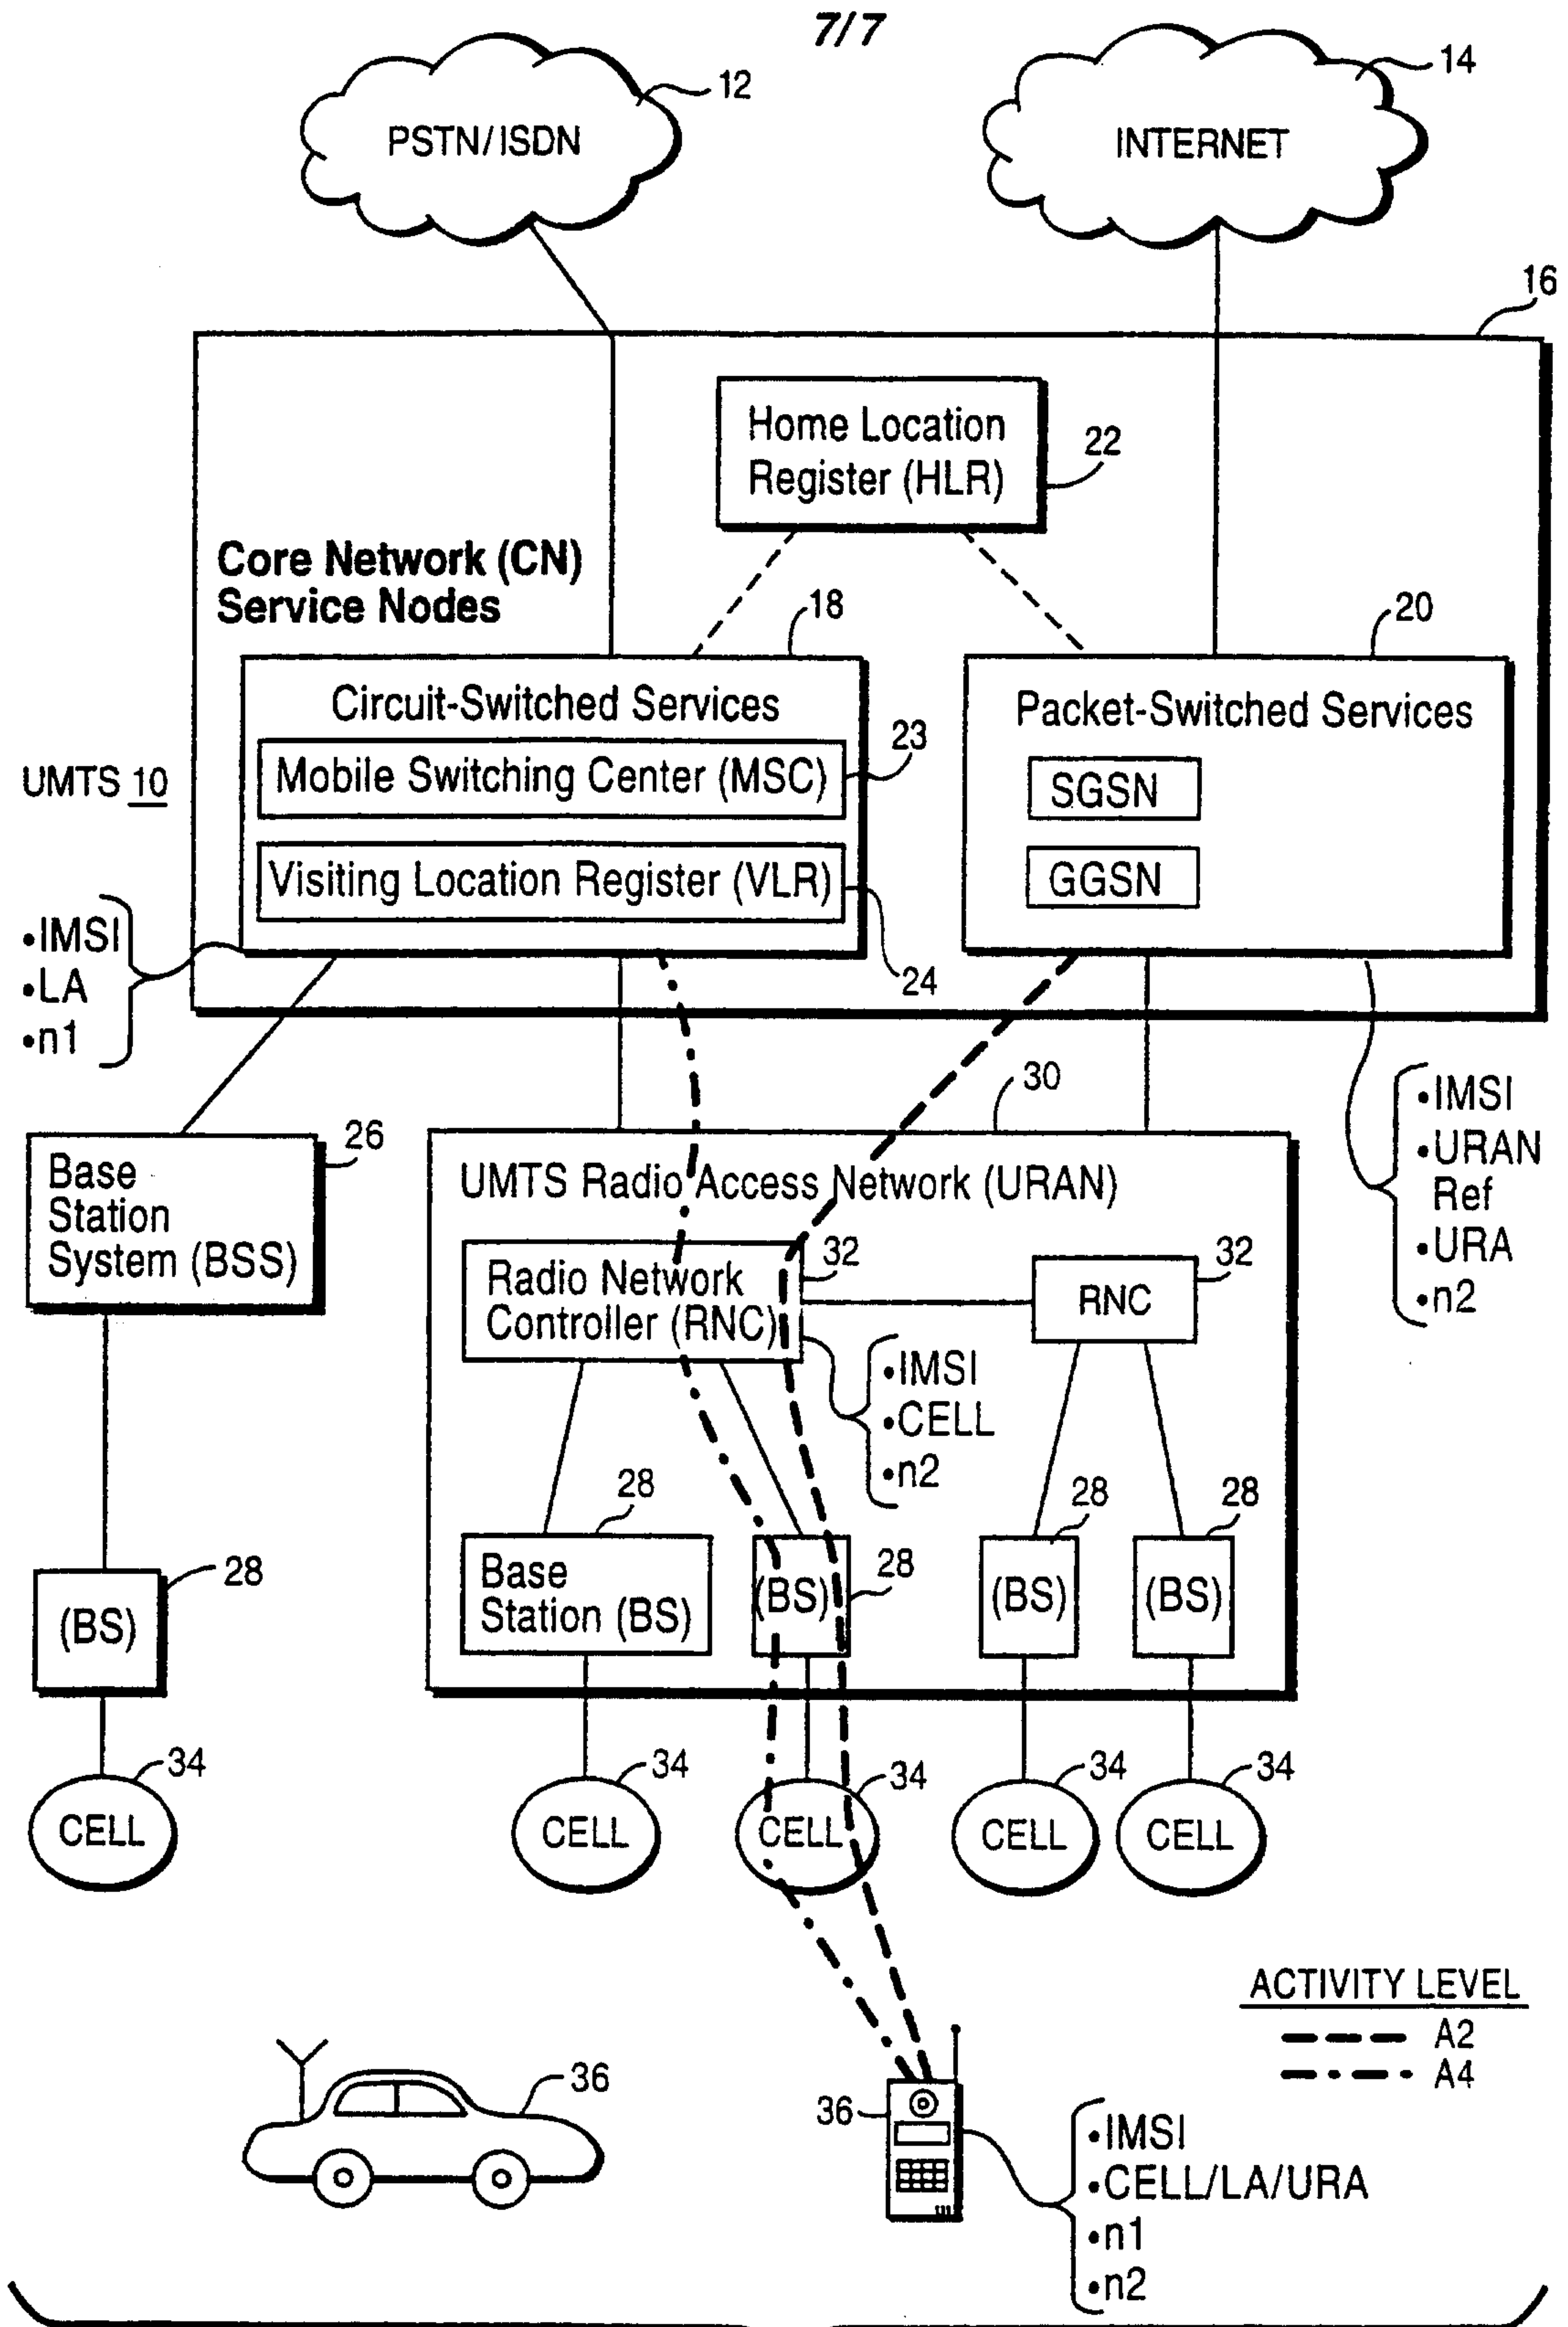 7/7
12
14
PSTN/ISDN
INTERNET
16
Home Location
Register (HLR)
22
Core Network (CN)
Service Nodes
18
20
Circuit-Switched Services
Packet-Switched Services
23
Mobile Switching Center (MSC)
SGSN
UMTS 10
Visiting Location Register (VLR)
GGSN
24
•IMSI
•LA
•n1
30
•IMSI
•URAN
Ref
•URA
•n2
26
Base
Station
System (BSS)
UMTS Radio Access Network (URAN)
32
32
Radio Network
Controller (RNC)
RNC
•IMSI
•CELL
•n2
28
28
28
28
28
Base
Station (BS)
(BS)
(BS)
(BS)
(BS)
34
34
34
34
34
CELL
CELL
CELL
CELL
CELL
ACTIVITY LEVEL
A2
A4
36
36
•IMSI
•CELL/LA/URA
•n1
•n2